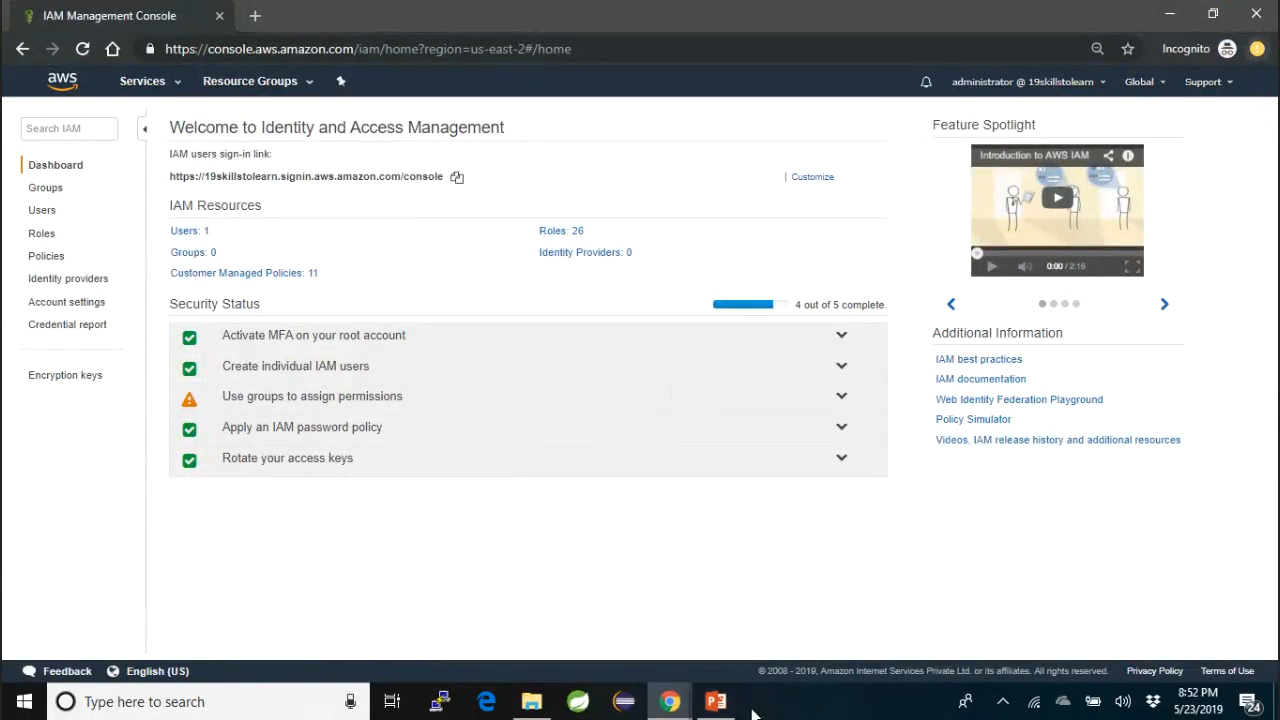 IAM Management Console
https://console.aws.amazon.com/iam/home?region=us-east-2#/home
Incognito
aws
Services
Resource Groups
administrator @ 19skillstolearn
Global
Support
Search IAM
Dashboard
Groups
Users
Roles
Policies
Identity providers
Account settings
Credential report
Encryption keys
Welcome to Identity and Access Management
IAM users sign-in link:
https://19skillstolearn.signin.aws.amazon.com/console
| Customize
IAM Resources
Users: 1
Roles: 26
Groups: 0
Identity Providers: 0
Customer Managed Policies: 11
Security Status
4 out of 5 complete.
Activate MFA on your root account
Create individual IAM users
Use groups to assign permissions
Apply an IAM password policy
Rotate your access keys
Feature Spotlight
Introduction to AWS IAM
0:00 / 2:16
Additional Information
IAM best practices
IAM documentation
Web Identity Federation Playground
Policy Simulator
Videos, IAM release history and additional resources
Feedback
English (US)
© 2008 - 2019, Amazon Internet Services Private Ltd. or its affiliates. All rights reserved.
Privacy Policy
Terms of Use
Type here to search
8:52 PM
5/23/2019
24